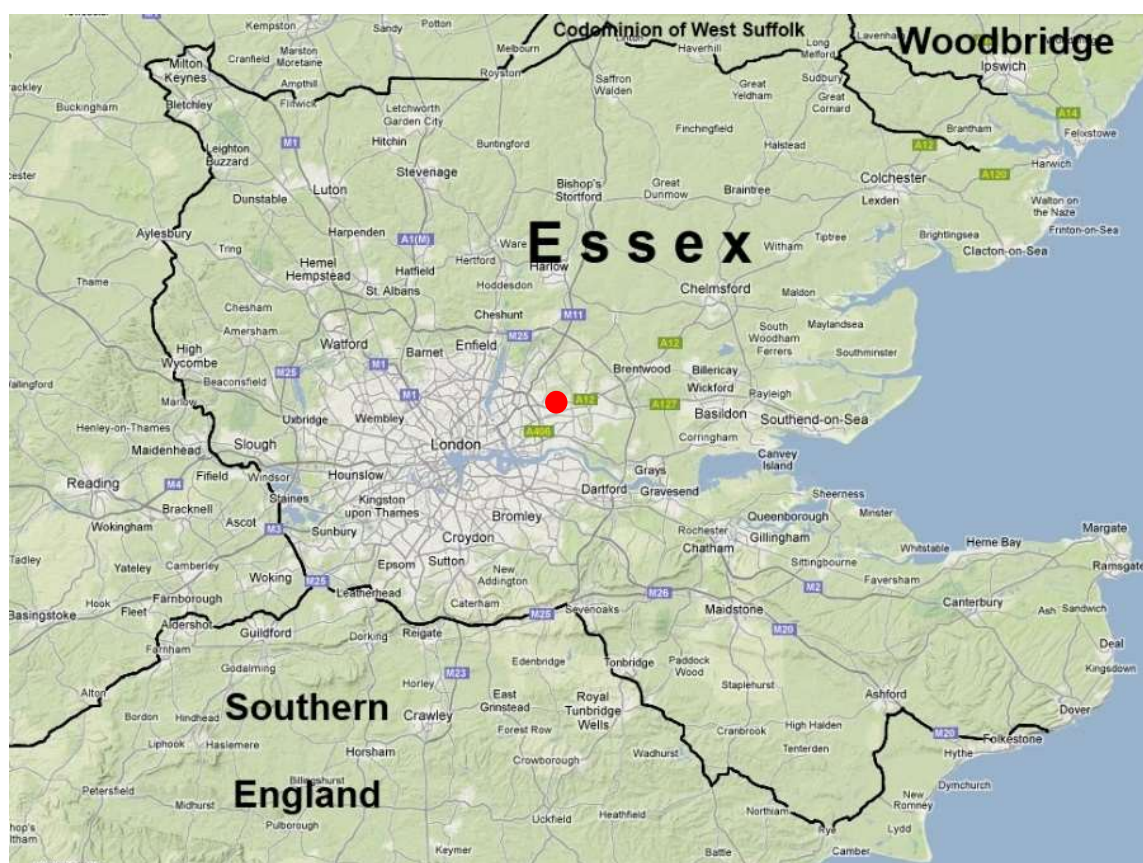 Kempston
Sandy
Potton
Codominion of West Suffolk
Lavenham
Woodbridge
Milton
Keynes
Cranfield
Marston
Moretaine
Ampthill
Melbourn
Royston
Linton
Haverhill
Long
Melford
Ipswich
Bletchley
Flitwick
Letchworth
Garden City
Saffron
Walden
Great
Yeldham
Sudbury
Great
Cornard
A14
Buckingham
M1
Hitchin
Buntingford
Finchingfield
Halstead
Brantham
A12
Felixstowe
Leighton
Buzzard
Stevenage
Bishop's
Stortford
Great
Dunmow
Braintree
Colchester
Lexden
A120
Harwich
Luton
Dunstable
Walton on
the Naze
Aylesbury
Harpenden
A1(M)
Ware
Essex
Witham
Tiptree
Brightlingsea
Frinton-on-Sea
Clacton-on-Sea
Tring
Hemel
Hempstead
Hatfield
Hertford
Harlow
Thame
St. Albans
Hoddesdon
Chelmsford
Maldon
Chesham
Cheshunt
M11
Amersham
M25
South
Woodham
Ferrers
Maylandsea
High
Wycombe
Watford
Barnet
Enfield
A12
Southminster
Wallingford
Beaconsfield
M25
M1
Brentwood
Billericay
Wickford
Rayleigh
Marlow
M1
A12
A127
Basildon
Henley-on-Thames
Uxbridge
Wembley
Southend-on-Sea
Maidenhead
Slough
London
A406
Corringham
Canvey
Island
Reading
M4
Fifield
Windsor
Hounslow
Grays
Staines
Kingston
upon Thames
Dartford
Gravesend
Sheerness
Wokingham
Bracknell
Ascot
M3
Sunbury
Bromley
Rochester
Queenborough
Minster
Croydon
Gillingham
Margate
Tadley
Yateley
Camberley
Epsom
Sutton
New
Addington
Chatham
Sittingbourne
Whitstable
Herne Bay
Ramsgate
Woking
M25
M26
M2
Faversham
Hook
Fleet
Farnborough
Leatherhead
Caterham
M25
Sevenoaks
Maidstone
Canterbury
Ash
Sandwich
Basingstoke
Aldershot
Guildford
Dorking
Reigate
M20
Deal
Farnham
Godalming
Edenbridge
Tonbridge
Paddock
Wood
Kingsdown
Alton
Horley
M23
Staplehurst
Ashford
Southern
East
Grinstead
Royal
Tunbridge
Wells
Dover
Bordon
Hindhead
Crawley
Forest Row
Cranbrook
High Halden
M20
Folkestone
Liphook
Haslemere
Horsham
Wadhurst
Tenterden
Hythe
Crowborough
Dymchurch
Petersfield
Billingshurst
England
Midhurst
Northiam
New
Romney
Pulborough
Uckfield
Heathfield
Rye
Lydd
Keymer
Battle
Camber